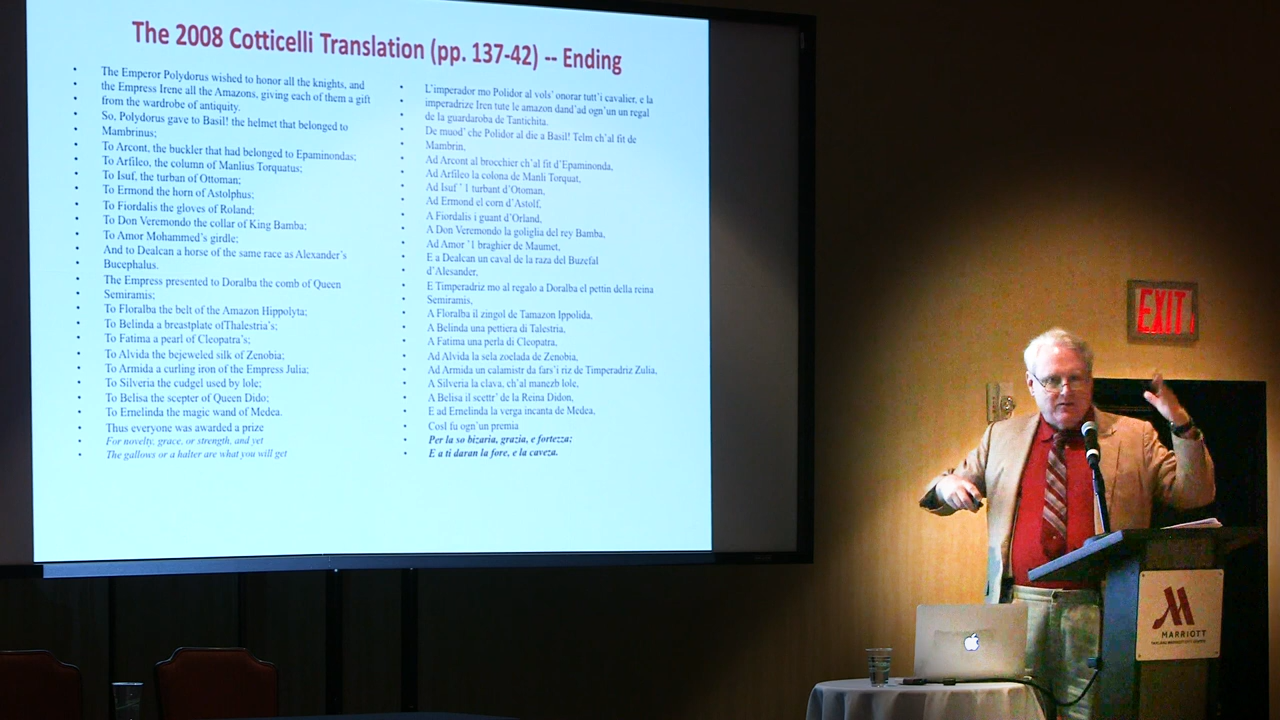 The 2008 Cotticelli Translation (pp. 137-42) -- Ending
The Emperor Polydorus wished to honor all the knights, and
the Empress Irene all the Amazons, giving each of them a gift
from the wardrobe of antiquity.
So, Polydorus gave to Basil! the helmet that belonged to
Mambrinus;
To Arcont, the buckler that had belonged to Epaminondas;
To Arfileo, the column of Manlius Torquatus;
To Isuf, the turban of Ottoman;
To Ermond the horn of Astolphus;
To Fiordalis the gloves of Roland;
To Don Veremondo the collar of King Bamba;
To Amor Mohammed's girdle;
And to Dealcan a horse of the same race as Alexander's
Bucephalus.
The Empress presented to Doralba the comb of Queen
Semiramis;
To Floralba the belt of the Amazon Hippolyta;
To Belinda a breastplate ofThalestria's;
To Fatima a pearl of Cleopatra's;
To Alvida the bejeweled silk of Zenobia;
To Armida a curling iron of the Empress Julia;
To Silveria the cudgel used by lole;
To Belisa the scepter of Queen Dido;
To Ernelinda the magic wand of Medea.
Thus everyone was awarded a prize
For novelty, grace, or strength, and yet
The gallows or a halter are what you will get
L'imperador mo Polidor al vols' onorar tutt'i cavalier, e la
imperadrize Iren tute le amazon dand'ad ogn'un un regal
de la guardaroba de Tantichita.
De muod' che Polidor al die a Basil! Telm ch'al fit de
Mambrin,
Ad Arcont al brocchier ch'al fit d'Epaminonda,
Ad Arfileo la colona de Manli Torquat,
Ad Isuf ' 1 turbant d'Otoman,
Ad Ermond el corn d'Astolf,
A Fiordalis i guant d'Orland,
A Don Veremondo la goliglia del rey Bamba,
Ad Amor '1 braghier de Maumet,
E a Dealcan un caval de la raza del Buzefal
d'Alesander,
E Timperadriz mo al regalo a Doralba el pettin della reina
Semiramis,
A Floralba il zingol de Tamazon Ippolida,
A Belinda una pettiera di Talestria,
A Fatima una perla di Cleopatra,
Ad Alvida la sela zoelada de Zenobia,
Ad Armida un calamistr da fars'i riz de Timperadriz Zulia,
A Silveria la clava, ch'al manezb lole,
A Belisa il scettr' de la Reina Didon,
E ad Ernelinda la verga incanta de Medea,
Cosl fu ogn'un premia
Per la so bizaria, grazia, e fortezza;
E a ti daran la fore, e la caveza.
EXIT
MARRIOTT